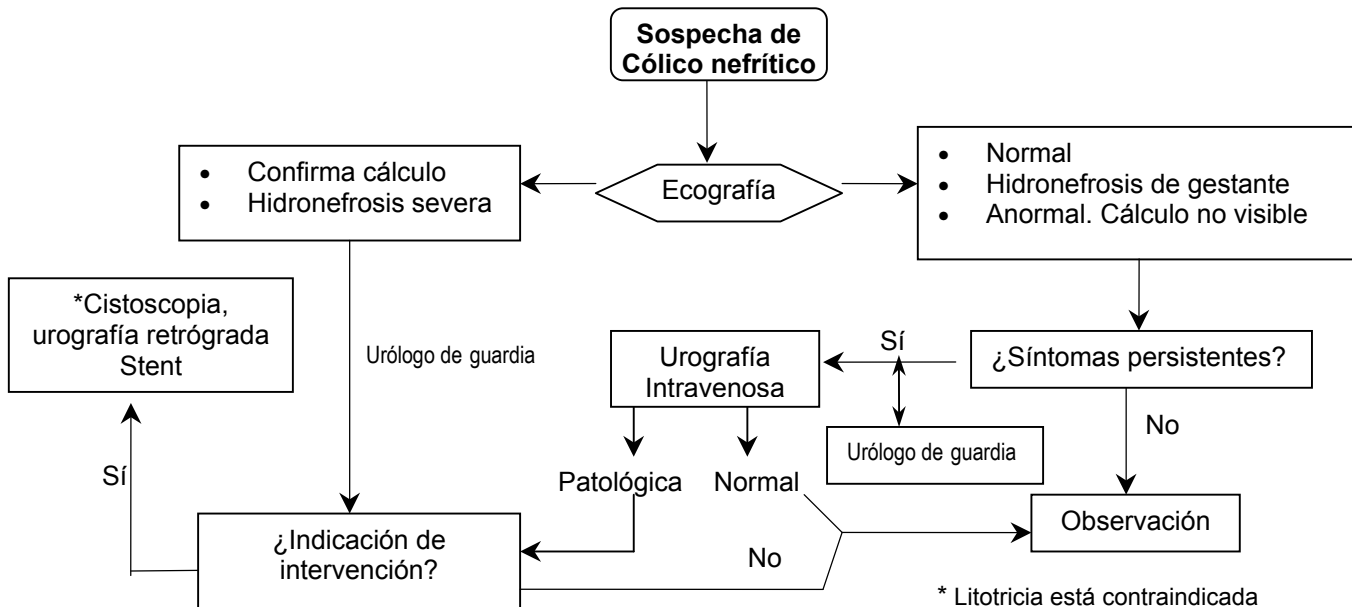 Sospecha de
Cólico nefrítico
• Confirma cálculo
• Hidronefrosis severa
Ecografía
• Normal
• Hidronefrosis de gestante
• Anormal. Cálculo no visible
*Cistoscopia,
urografía retrógrada
Stent
Urólogo de guardia
Urografía
Intravenosa
Sí
¿Síntomas persistentes?
Urólogo de guardia
No
Sí
Patológica
Normal
Observación
¿Indicación de
intervención?
No
* Litotricia está contraindicada